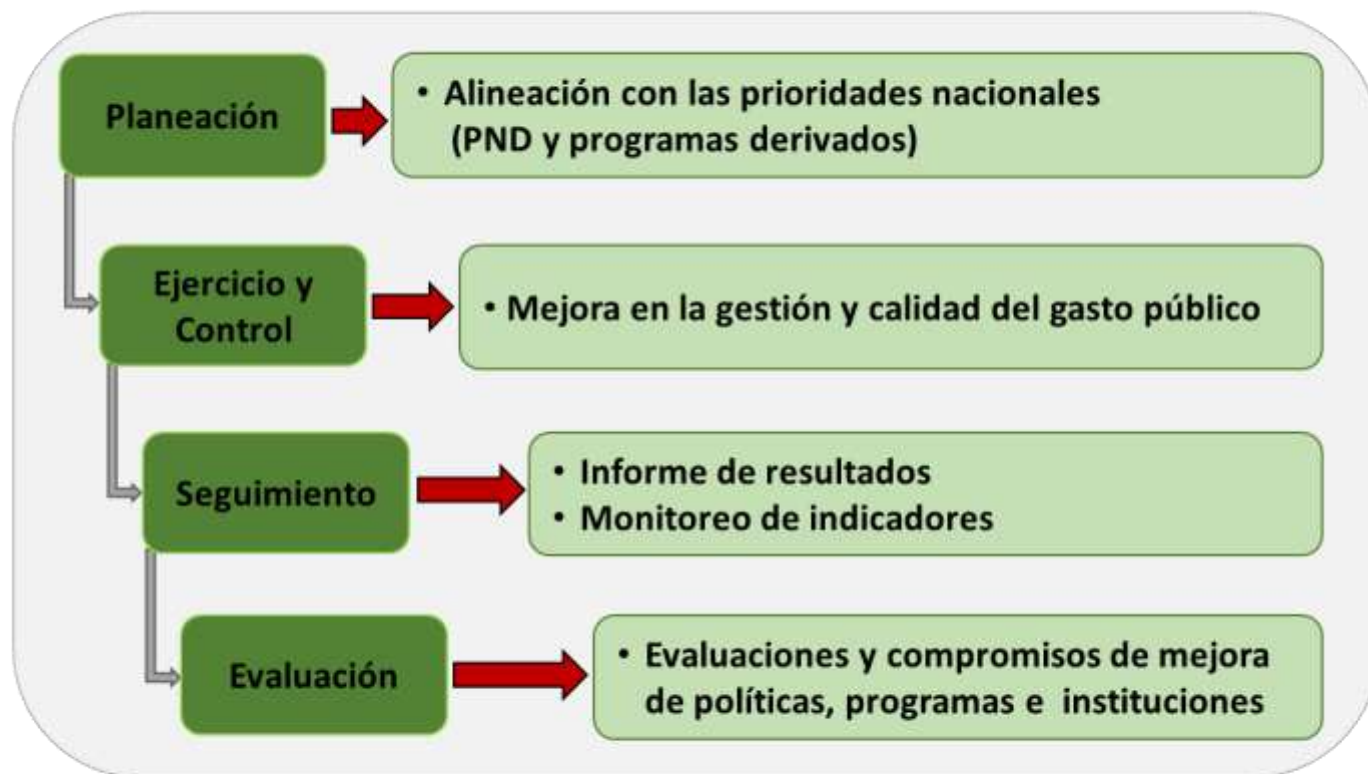 Planeación
• Alineación con las prioridades nacionales
(PND y programas derivados)
Ejercicio y
Control
• Mejora en la gestión y calidad del gasto público
Seguimiento
• Informe de resultados
• Monitoreo de indicadores
Evaluación
• Evaluaciones y compromisos de mejora
de políticas, programas e instituciones